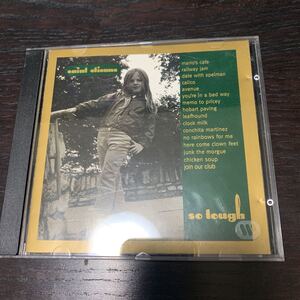 saint etienne
mario's cafe
railway jam
date with spelman
calico
avenue
you're in a bad way
memo to pricey
hobart paving
leafhound
clock milk
conchita martinez
no rainbows for me
here come clown feet
junk the morgue
chicken soup
join our club
so tough